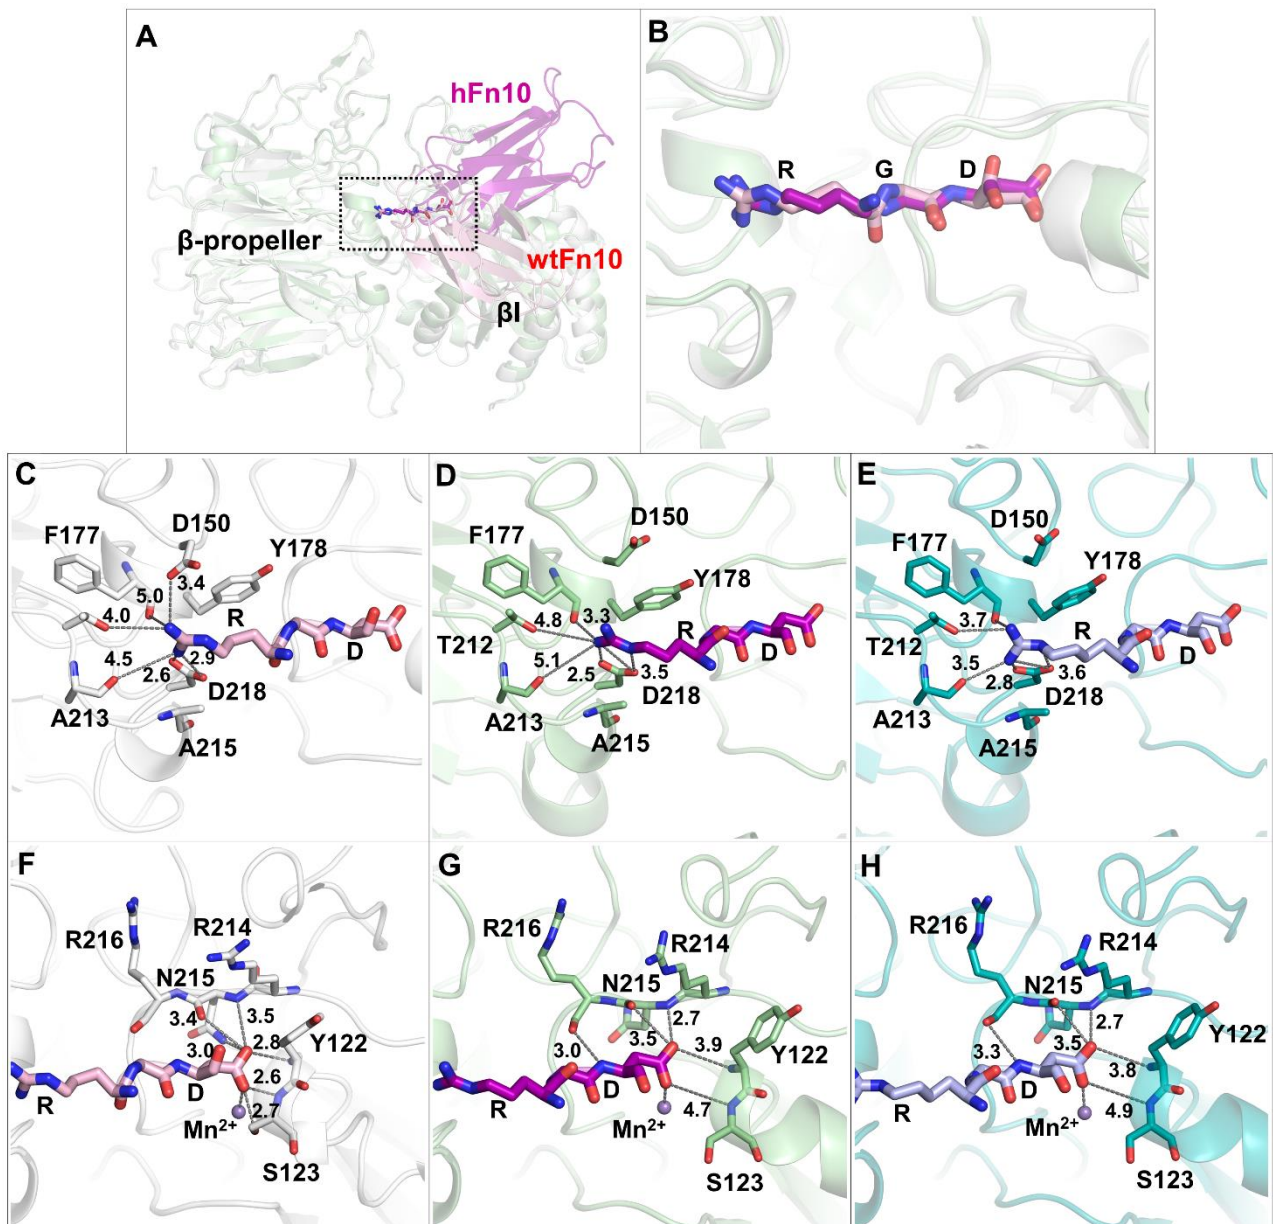 A
hFn10
β-propeller
wtFn10
βI
B
R G D
C
F177
D150
Y178
5.0
3.4
4.0
R
4.5
2.9
2.6
D218
D
A213
A215
D
D150
Y178
4.8
3.3
R
T212
5.1
2.5
3.5
D
D218
A213
A215
E
D150
F177
Y178
3.7
R
T212
3.5
2.8
3.6
D
D218
A213
A215
F
R216
R214
N215
3.4
3.5
2.8
Y122
3.0
2.6
R
D
2.7
Mn²⁺
S123
G
R216
R214
N215
2.7
3.5
3.9
Y122
3.0
D
R
4.7
Mn²⁺
S123
H
R216
R214
N215
2.7
3.5
Y122
3.3
3.8
D
R
4.9
Mn²⁺
S123